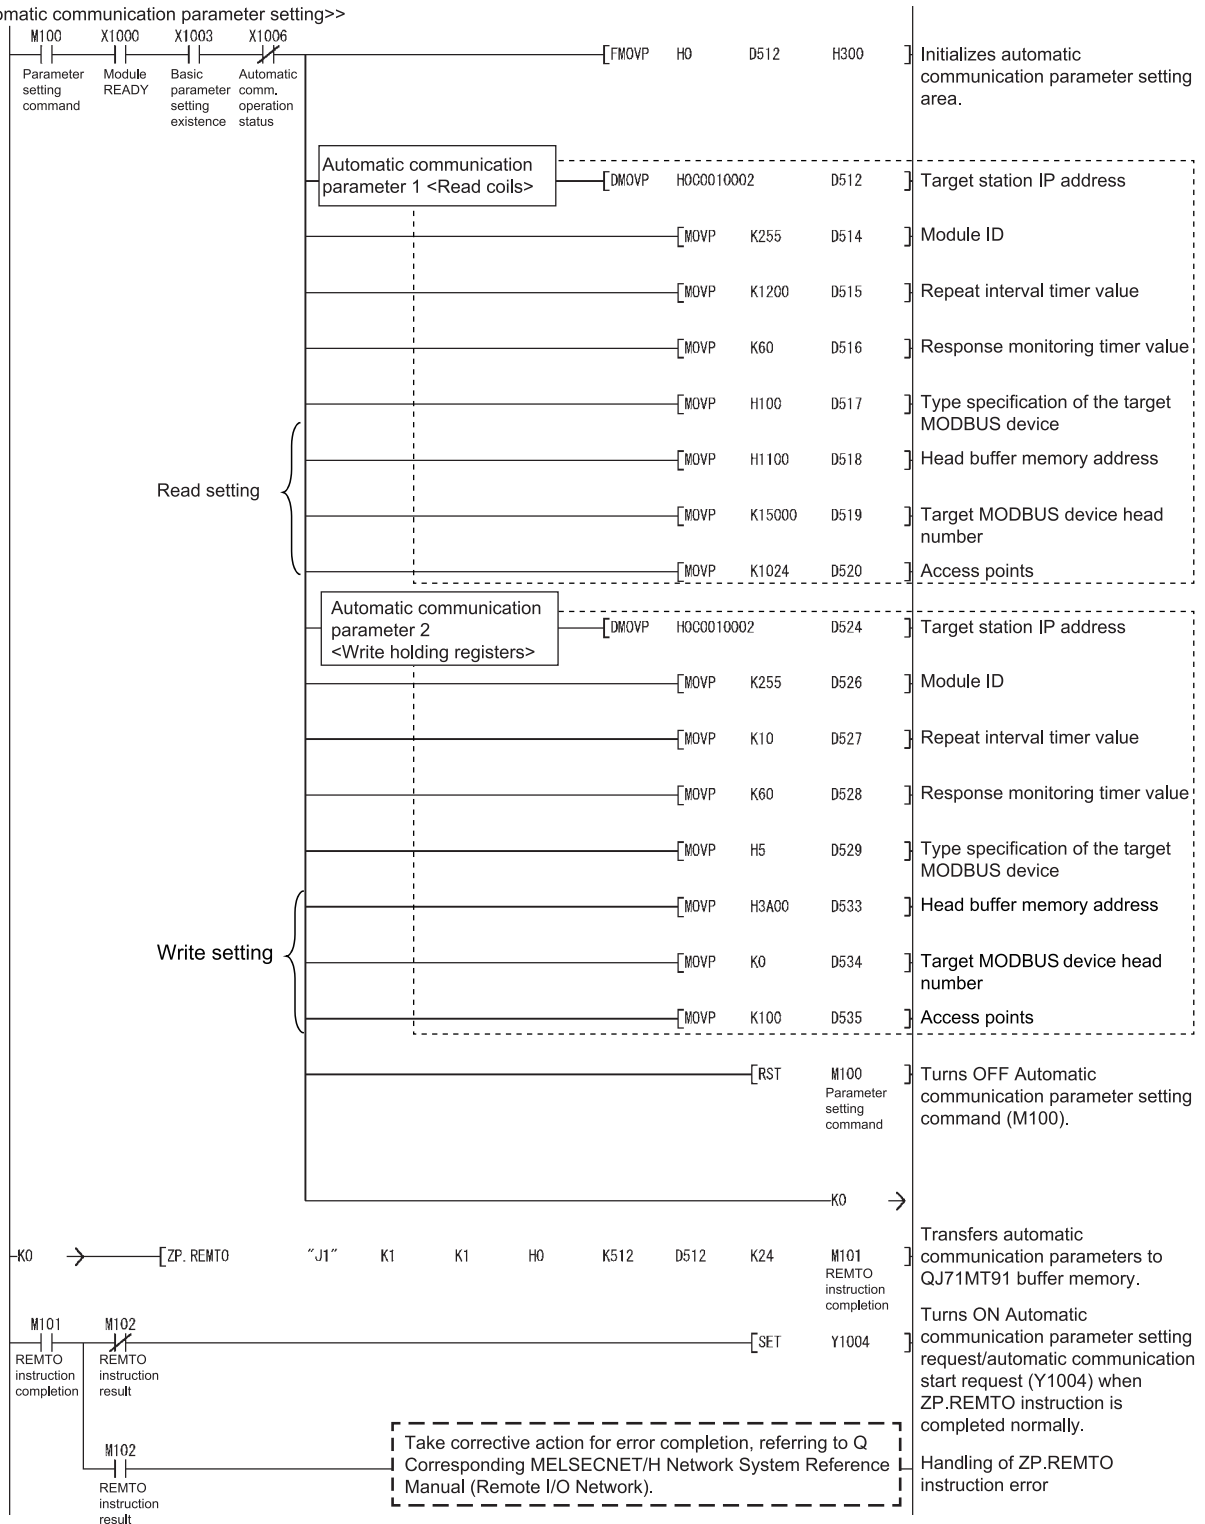 omatic communication parameter setting>>
M100 X1000 X1003 X1006
Parameter setting command
Module READY
Basic parameter setting existence
Automatic comm. operation status
FMOVP H0 D512 H300
Initializes automatic
communication parameter setting
area.
Automatic communication
parameter 1 <Read coils>
DMOVP H0C0010002 D512
Target station IP address
MOVP K255 D514
Module ID
MOVP K1200 D515
Repeat interval timer value
MOVP K60 D516
Response monitoring timer value
MOVP H100 D517
Type specification of the target
MODBUS device
Read setting
MOVP H1100 D518
Head buffer memory address
MOVP K15000 D519
Target MODBUS device head
number
MOVP K1024 D520
Access points
Automatic communication
parameter 2
<Write holding registers>
DMOVP H0C0010002 D524
Target station IP address
MOVP K255 D526
Module ID
MOVP K10 D527
Repeat interval timer value
MOVP K60 D528
Response monitoring timer value
MOVP H5 D529
Type specification of the target
MODBUS device
Write setting
MOVP H3A00 D533
Head buffer memory address
MOVP K0 D534
Target MODBUS device head
number
MOVP K100 D535
Access points
RST M100
Parameter
setting
command
Turns OFF Automatic
communication parameter setting
command (M100).
K0
K0 ZP.REMTO "J1" K1 K1 H0 K512 D512 K24 M101
REMTO
instruction
completion
Transfers automatic
communication parameters to
QJ71MT91 buffer memory.
M101 M102 SET Y1004
REMTO
instruction
completion
REMTO
instruction
result
Turns ON Automatic
communication parameter setting
request/automatic communication
start request (Y1004) when
ZP.REMTO instruction is
completed normally.
M102
REMTO
instruction
result
Take corrective action for error completion, referring to Q
Corresponding MELSECNET/H Network System Reference
Manual (Remote I/O Network).
Handling of ZP.REMTO
instruction error